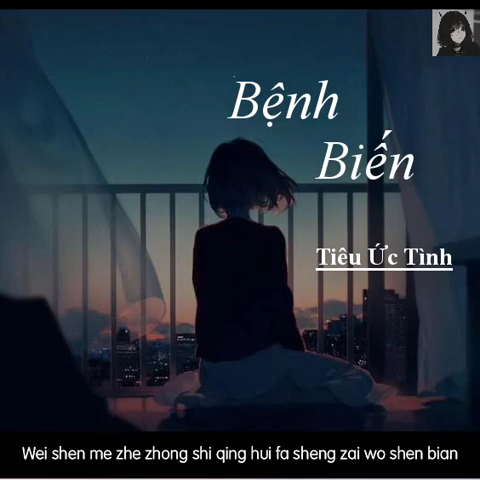 Bệnh
Biến
Tiêu Ức Tình
Wei shen me zhe zhong shi qing hui fa sheng zai wo shen bian